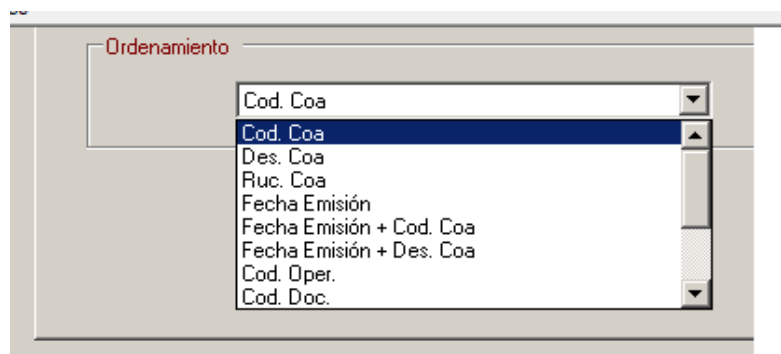 Ordenamiento
Cod. Coa
Cod. Coa
Des. Coa
Ruc. Coa
Fecha Emisión
Fecha Emisión + Cod. Coa
Fecha Emisión + Des. Coa
Cod. Oper.
Cod. Doc.